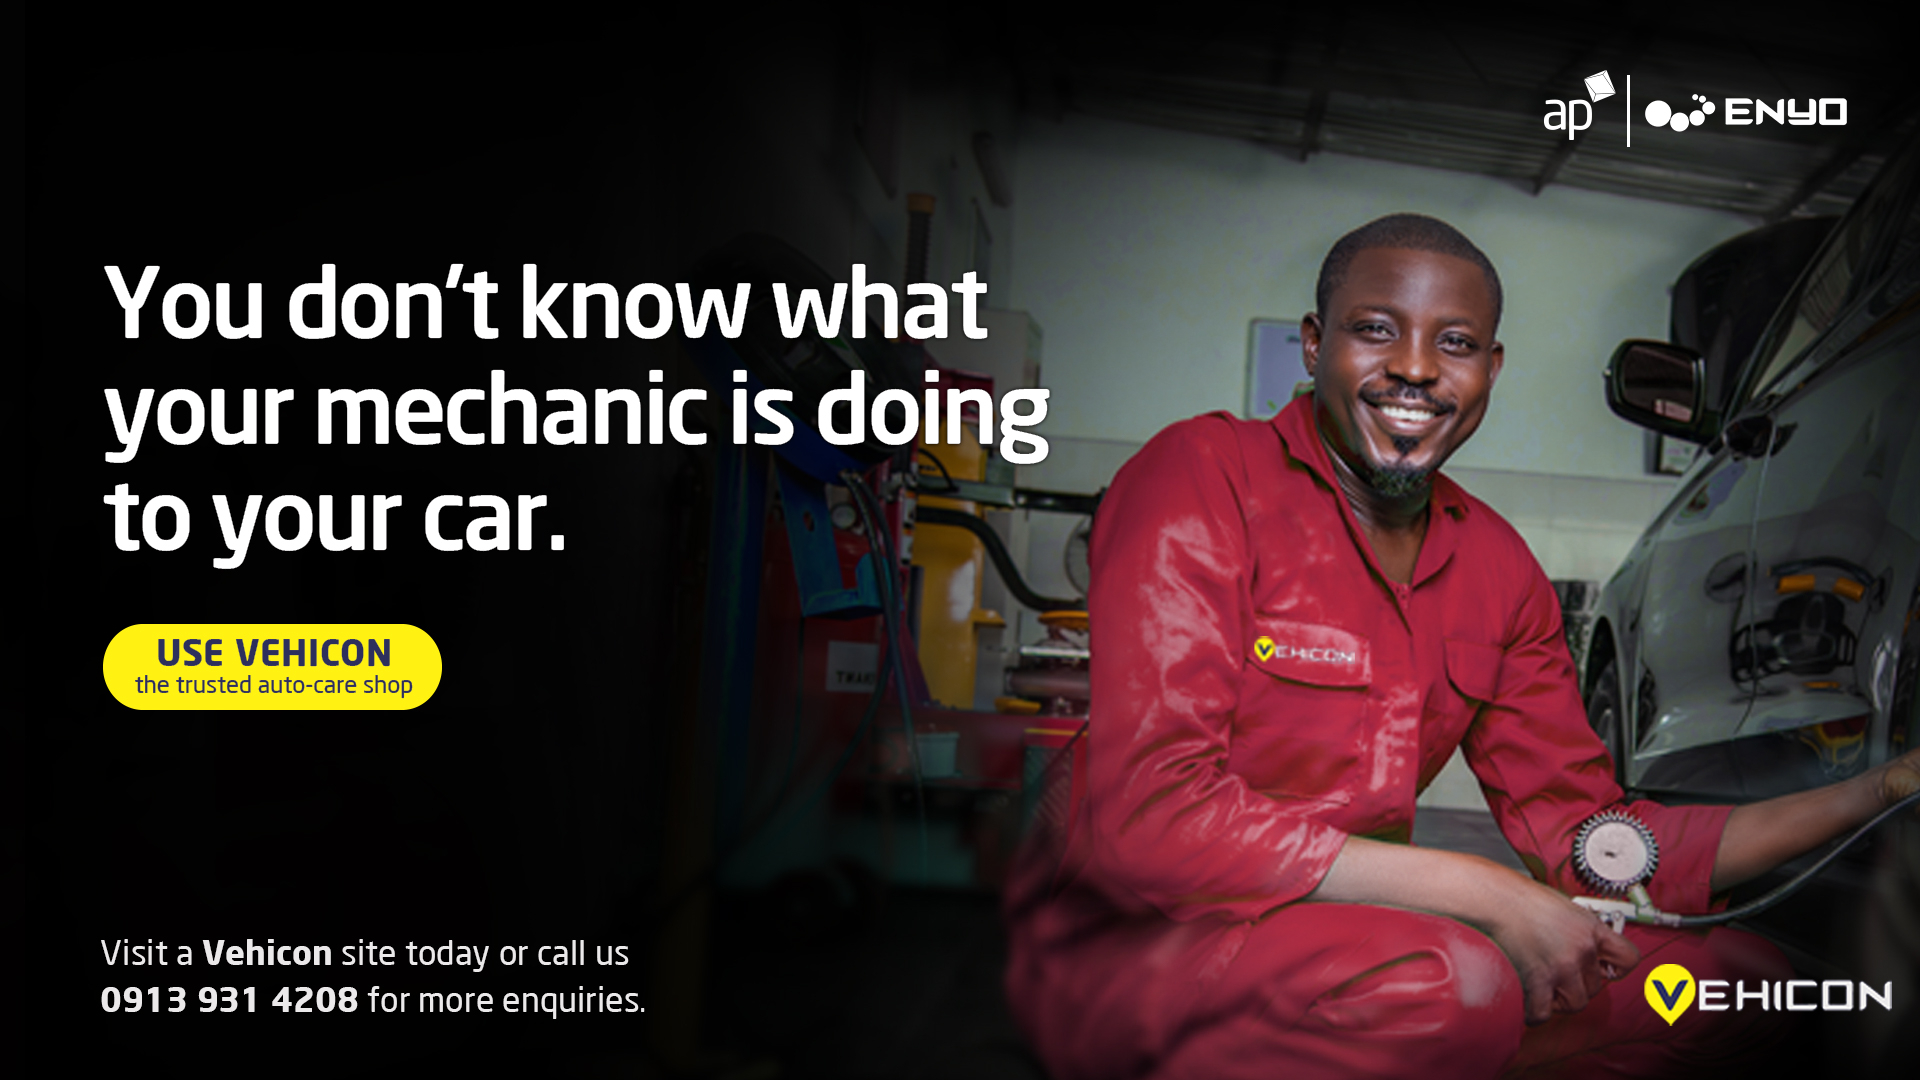 ap ENYO
You don't know what
your mechanic is doing
to your car.
USE VEHICON
the trusted auto-care shop
VEHICON
Visit a Vehicon site today or call us
0913 931 4208 for more enquiries.
VEHICON